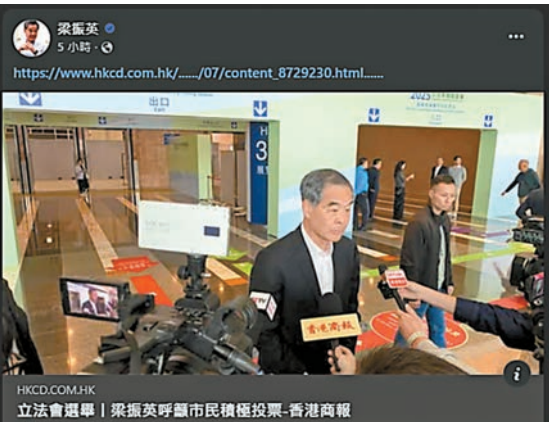 梁振英
5 小時
https://www.hkcd.com.hk/....../07/content_8729230.html......
出口
H
3
香港商報
HKCD.COM.HK
立法會選舉丨梁振英呼籲市民積極投票-香港商報